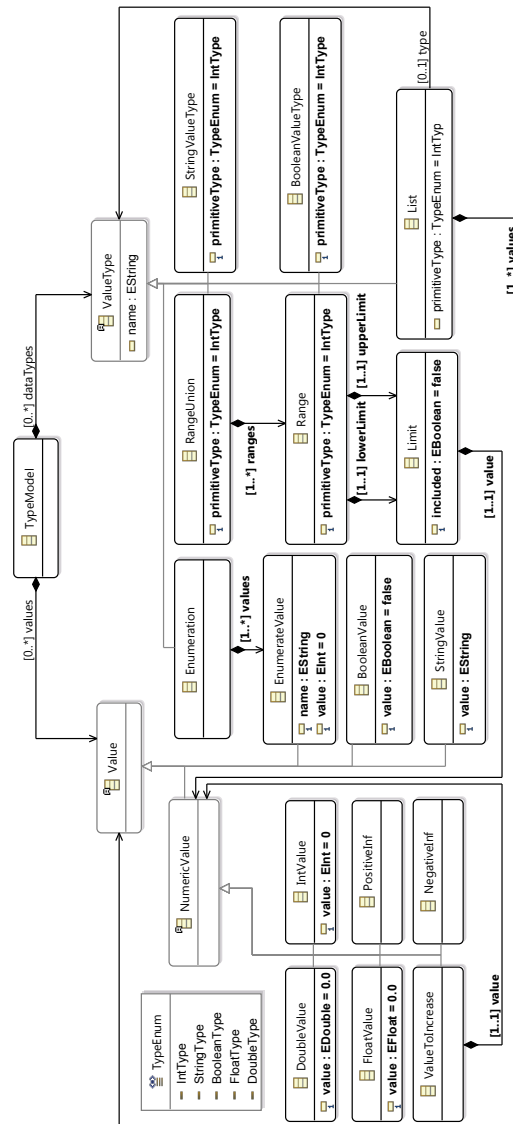 TypeModel
[0..*] values
[0..*] dataTypes
Value
ValueType
name : EString
TypeEnum
IntType
StringType
BooleanType
FloatType
DoubleType
NumericValue
Enumeration
[1..*] values
RangeUnion
primitiveType : TypeEnum = IntType
[1..*] ranges
StringValueType
primitiveType : TypeEnum = IntType
DoubleValue
value : EDouble = 0.0
IntValue
value : EInt = 0
EnumerateValue
name : EString
value : EInt = 0
Range
primitiveType : TypeEnum = IntType
[1..1] lowerLimit
[1..1] upperLimit
BooleanValueType
primitiveType : TypeEnum = IntType
FloatValue
value : EFloat = 0.0
PositiveInf
BooleanValue
value : EBoolean = false
ValueToIncrease
[1..1] value
NegativeInf
StringValue
value : EString
Limit
included : EBoolean = false
[1..1] value
[0..1] type
List
primitiveType : TypeEnum = IntTyp
[1..*] values